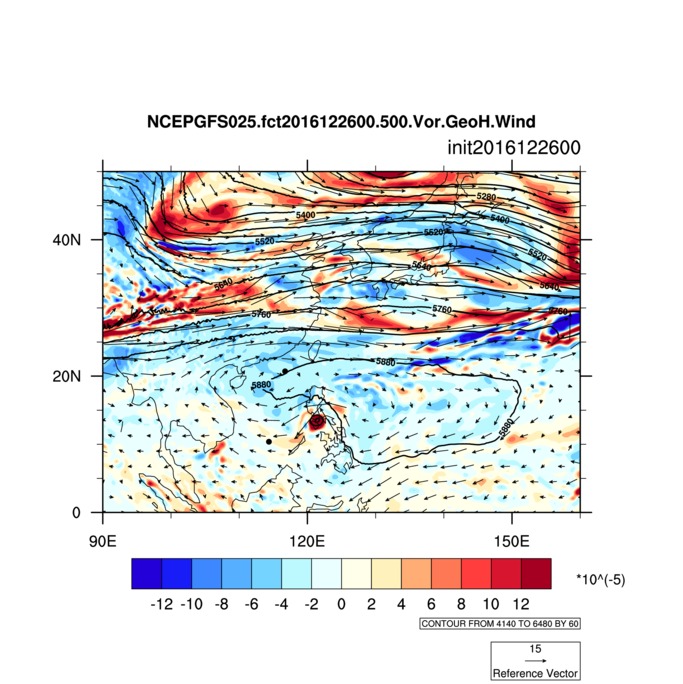 NCEPGFS025.fct2016122600.500.Vor.GeoH.Wind
init2016122600
5280
5400
5400
5520
5520
5520
40N
5640
5640
5640
5760
5760
5760
5880
20N
5880
5880
0
90E 120E 150E
-12 -10 -8 -6 -4 -2 0 2 4 6 8 10 12
*10^(-5)
CONTOUR FROM 4140 TO 6480 BY 60
15
Reference Vector